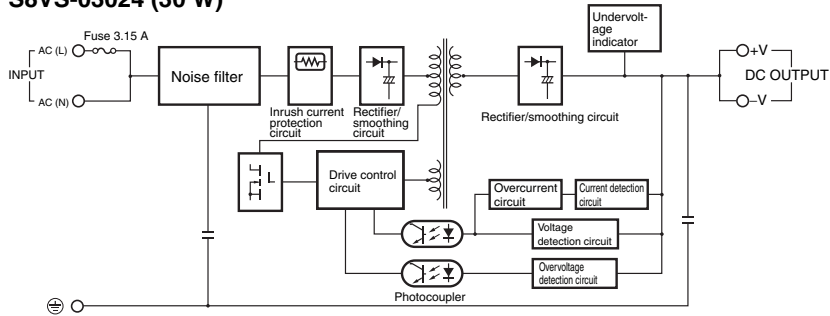 S8VS-03024 (30 W)
Fuse 3.15 A
AC (L)
INPUT
AC (N)
Noise filter
Inrush current
protection
circuit
Rectifier/
smoothing
circuit
Rectifier/smoothing circuit
Undervolt-
age
indicator
+V
DC OUTPUT
–V
Drive control
circuit
Overcurrent
circuit
Current detection
circuit
Voltage
detection circuit
Overvoltage
detection circuit
Photocoupler